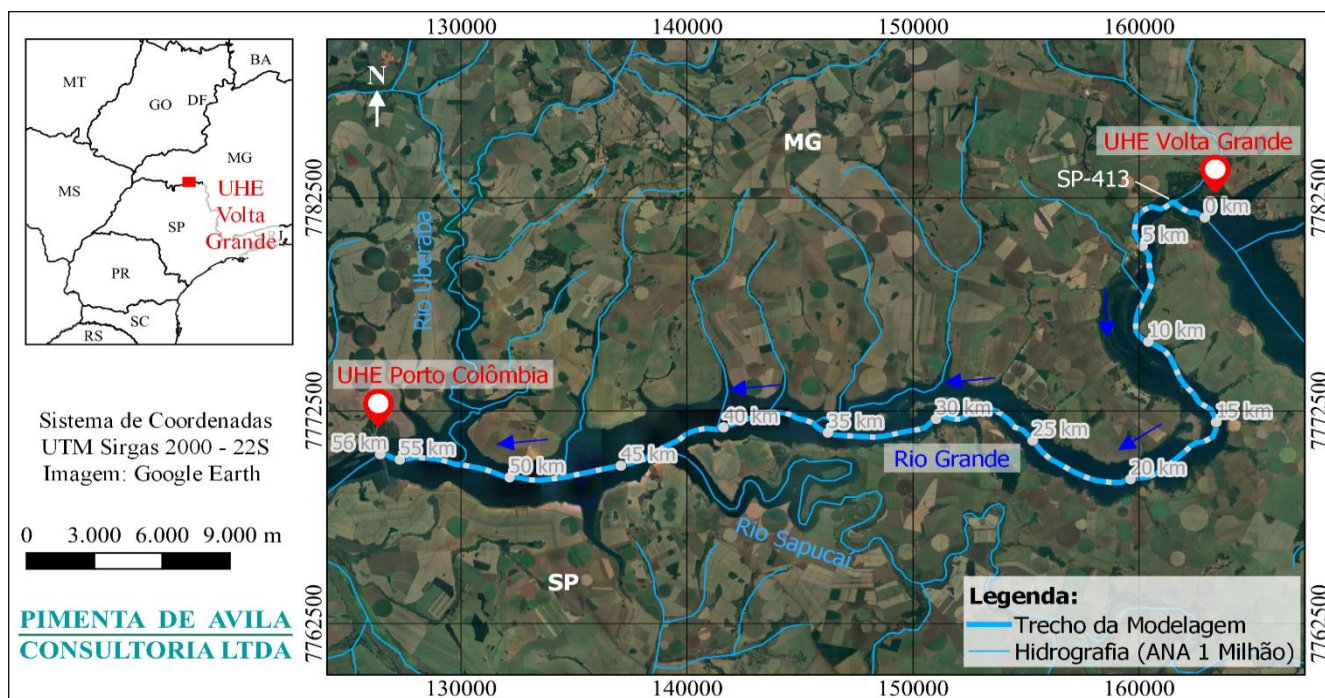 130000
140000
150000
160000
BA
MT
GO
DF
MG
MS
UHE
Volta
Grande
SP
RJ
PR
SC
RS
Sistema de Coordenadas
UTM Sirgas 2000 - 22S
Imagem: Google Earth
0 3.000 6.000 9.000 m
PIMENTA DE AVILA
CONSULTORIA LTDA
N
MG
UHE Volta Grande
SP-413
0 km
5 km
10 km
15 km
20 km
25 km
30 km
35 km
40 km
45 km
50 km
55 km
56 km
Rio Uberaba
UHE Porto Colômbia
Rio Grande
Rio Sapucaí
SP
7782500
7772500
7762500
7782500
7772500
7762500
Legenda:
Trecho da Modelagem
Hidrografia (ANA 1 Milhão)
130000
140000
150000
160000